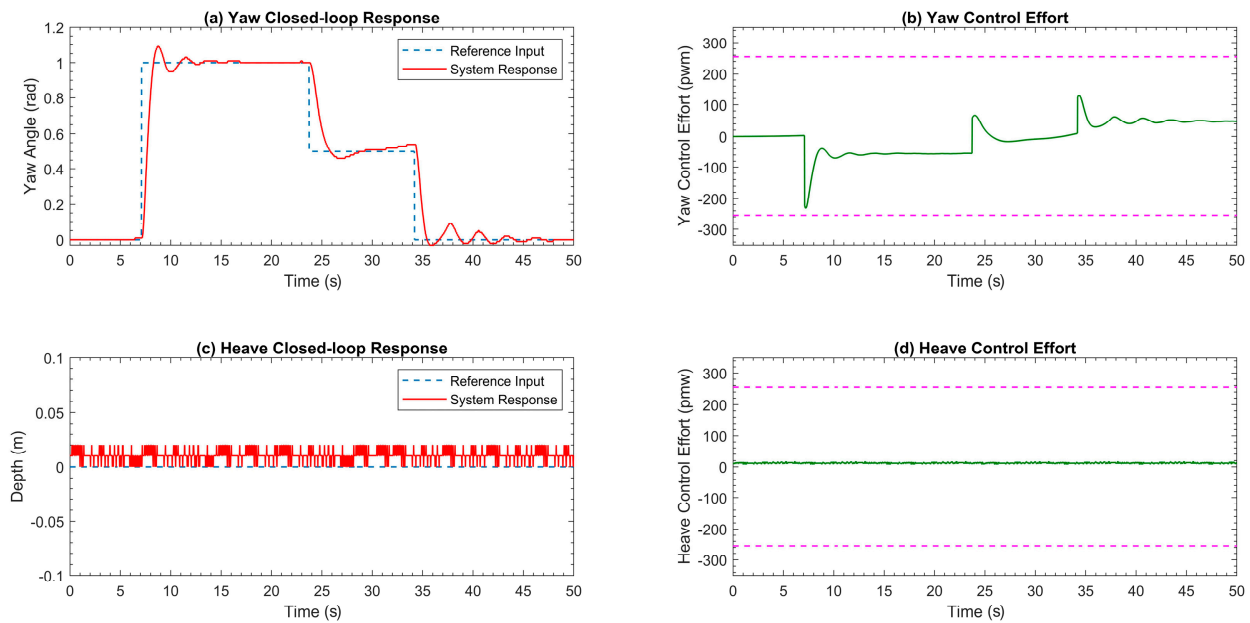 (a) Yaw Closed-loop Response
1.2
1
0.8
0.6
0.4
0.2
0
Yaw Angle (rad)
Reference Input
System Response
0 5 10 15 20 25 30 35 40 45 50
Time (s)
(b) Yaw Control Effort
300
200
100
0
-100
-200
-300
Yaw Control Effort (pwm)
0 5 10 15 20 25 30 35 40 45 50
Time (s)
(c) Heave Closed-loop Response
0.1
0.05
0
-0.05
-0.1
Depth (m)
Reference Input
System Response
0 5 10 15 20 25 30 35 40 45 50
Time (s)
(d) Heave Control Effort
300
200
100
0
-100
-200
-300
Heave Control Effort (pmw)
0 5 10 15 20 25 30 35 40 45 50
Time (s)